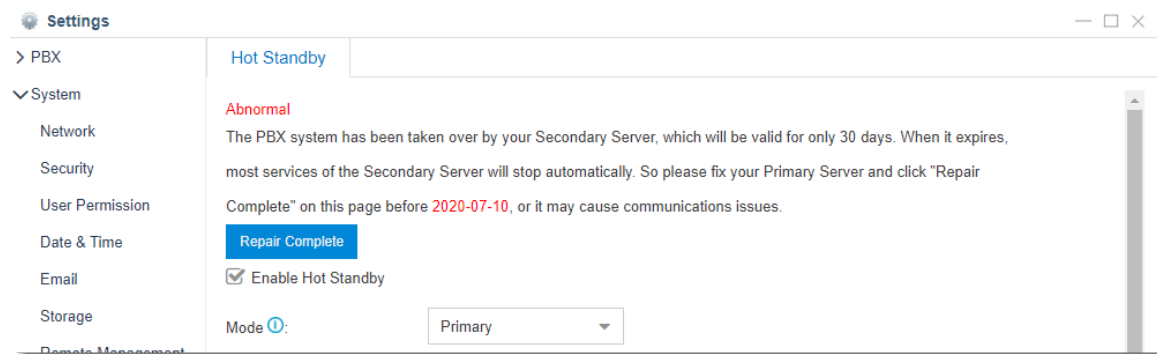 Settings
PBX
Hot Standby
System
Network
Security
User Permission
Date & Time
Email
Storage
Remote Management
Abnormal
The PBX system has been taken over by your Secondary Server, which will be valid for only 30 days. When it expires,
most services of the Secondary Server will stop automatically. So please fix your Primary Server and click "Repair
Complete" on this page before 2020-07-10, or it may cause communications issues.
Repair Complete
Enable Hot Standby
Mode :
Primary